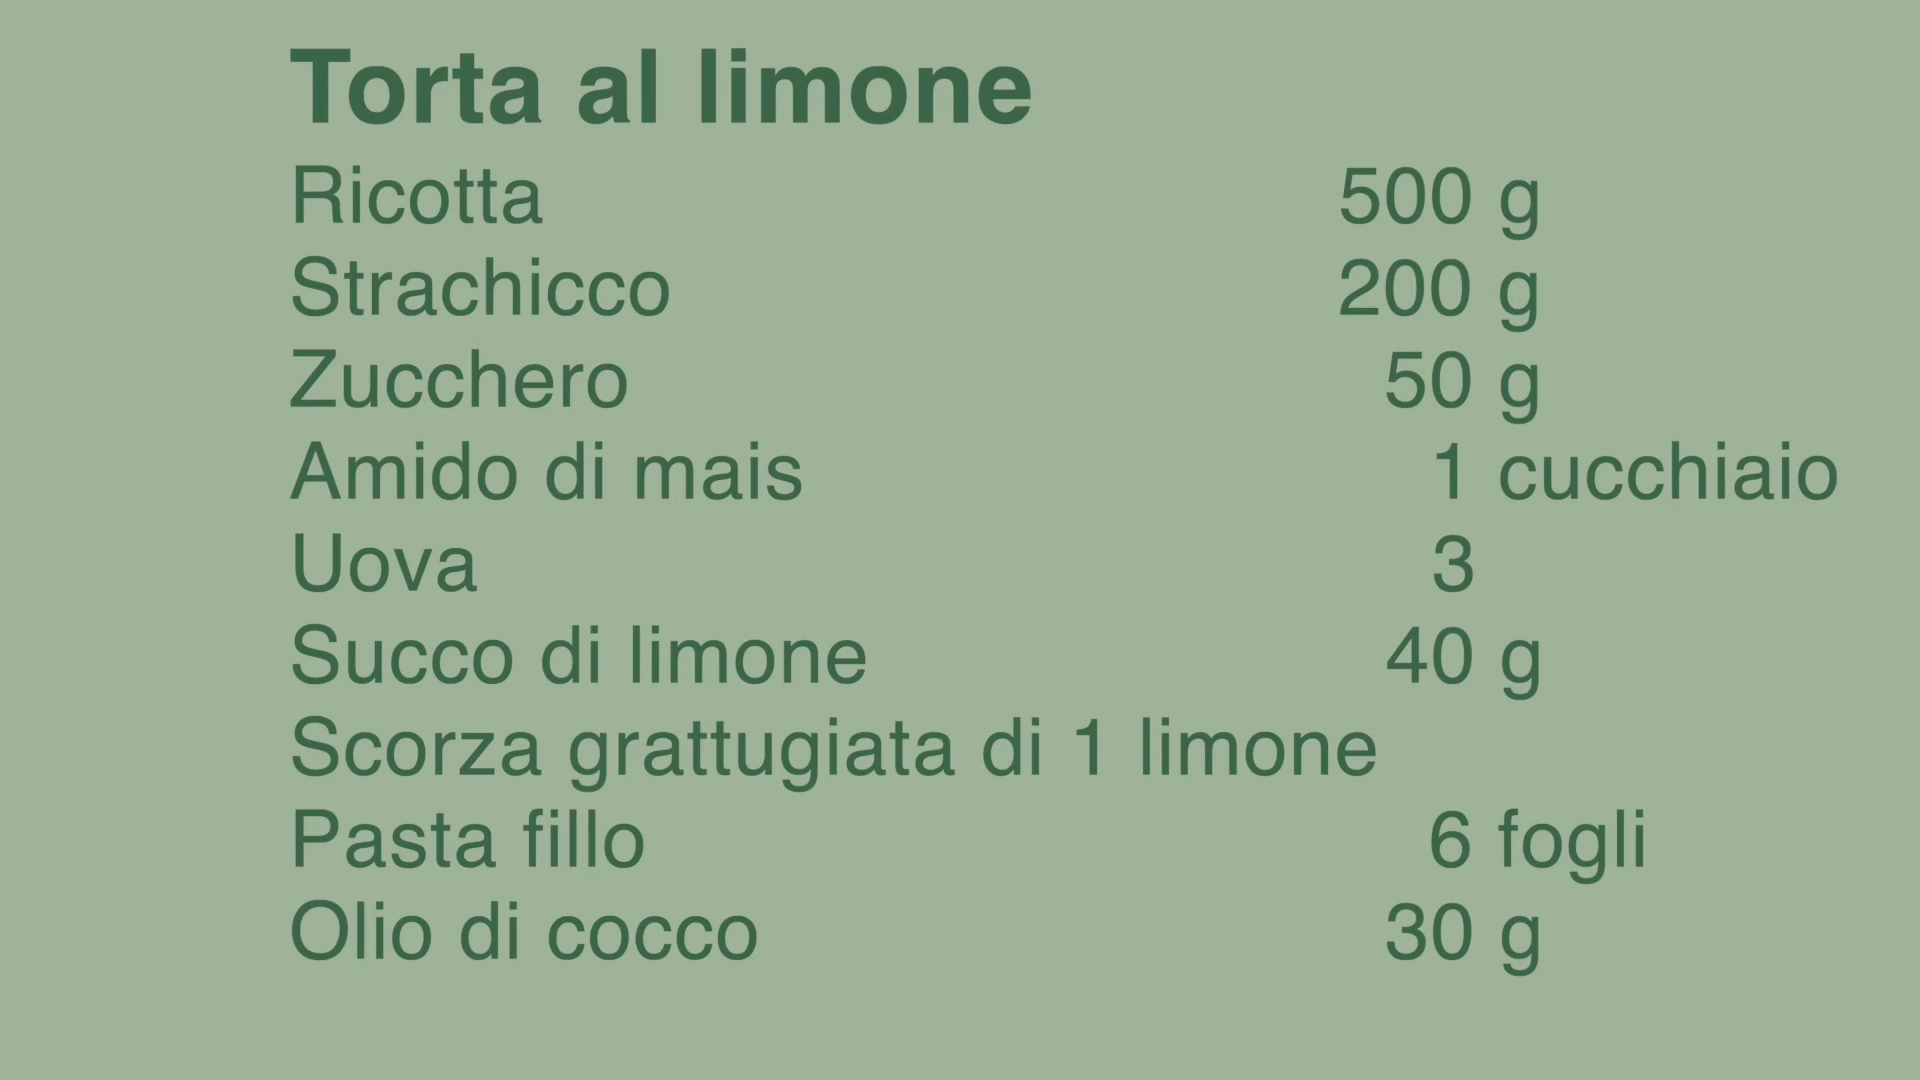 Torta al limone
Ricotta 500 g
Strachicco 200 g
Zucchero 50 g
Amido di mais 1 cucchiaio
Uova 3
Succo di limone 40 g
Scorza grattugiata di 1 limone
Pasta fillo 6 fogli
Olio di cocco 30 g